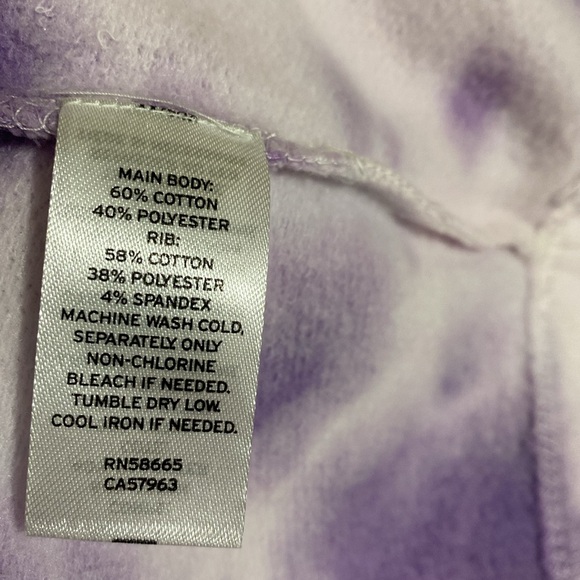 MAIN BODY:
60% COTTON
40% POLYESTER
RIB:
58% COTTON
38% POLYESTER
4% SPANDEX
MACHINE WASH COLD,
SEPARATELY ONLY
NON-CHLORINE
BLEACH IF NEEDED.
TUMBLE DRY LOW.
COOL IRON IF NEEDED.
RN58665
CA57963